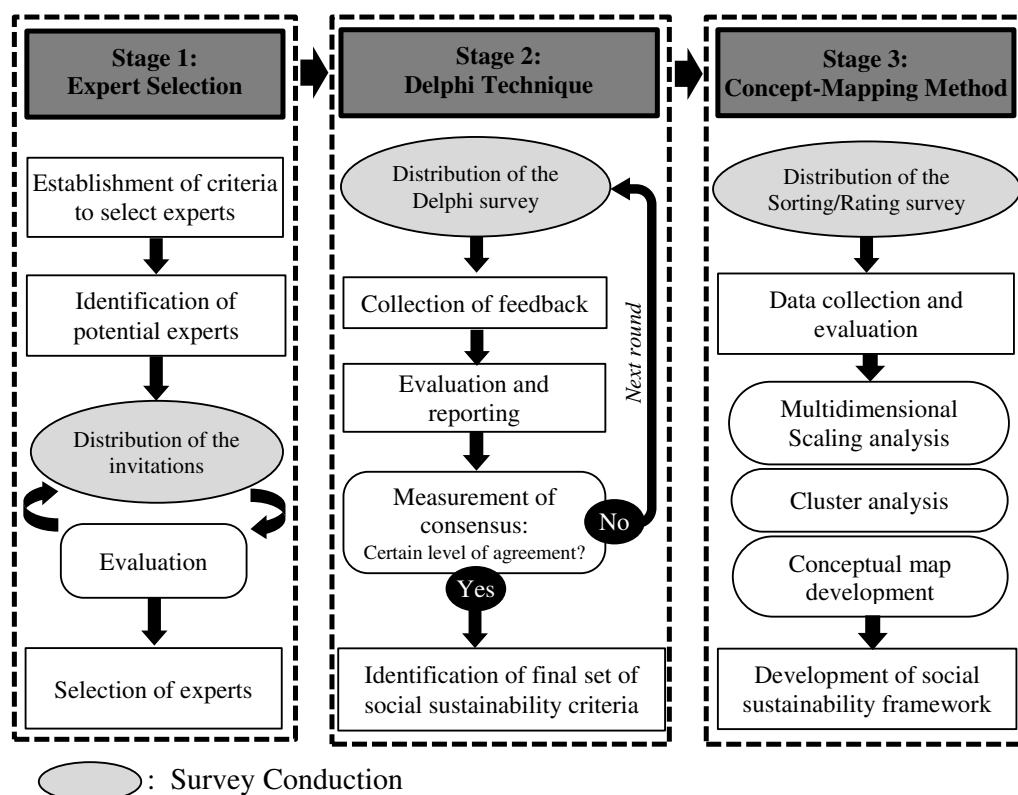 Stage 1:
Expert Selection
Establishment of criteria
to select experts
Identification of
potential experts
Distribution of the
invitations
Evaluation
Selection of experts
Stage 2:
Delphi Technique
Distribution of the
Delphi survey
Collection of feedback
Evaluation and
reporting
Measurement of
consensus:
Certain level of agreement?
No
Next round
Yes
Identification of final set of
social sustainability criteria
Stage 3:
Concept-Mapping Method
Distribution of the
Sorting/Rating survey
Data collection and
evaluation
Multidimensional
Scaling analysis
Cluster analysis
Conceptual map
development
Development of social
sustainability framework
: Survey Conduction